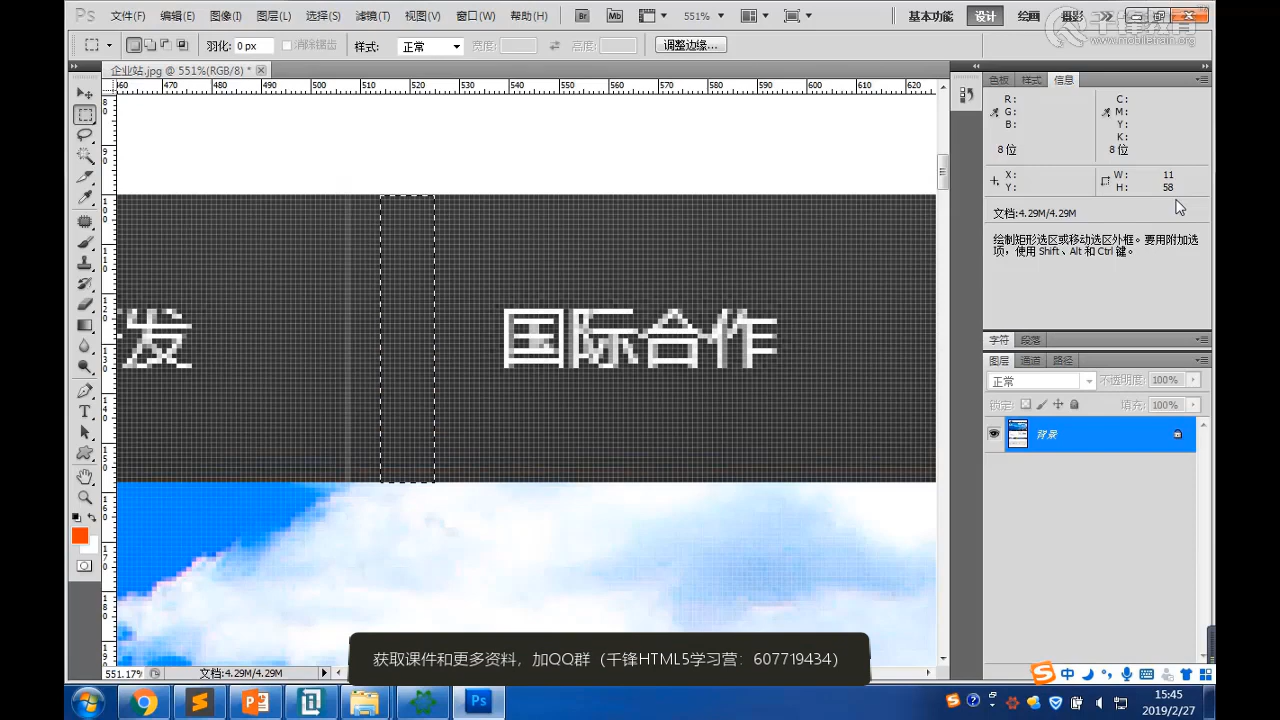 Ps 文件(F) 编辑(E) 图像(I) 图层(L) 选择(S) 滤镜(T) 视图(V) 窗口(W) 帮助(H) Br Mb 551% 基本功能 设计 绘画 摄影
千锋教育
www.mobiletrain.org
羽化: 0 px 消除锯齿 样式: 正常 宽度: 高度: 调整边缘...
企业站.jpg @ 551%(RGB/8) *
460 470 480 490 500 510 520 530 540 550 560 570 580 590 600 610 620
色板 样式 信息
R: C:
G: M:
B: Y:
K:
8 位 8 位
X: W: 11
Y: H: 58
文档:4.29M/4.29M
绘制矩形选区或移动选区外框。要用附加选
项，使用 Shift、Alt 和 Ctrl 键。
发 国际合作
字符 段落
图层 通道 路径
正常 不透明度: 100%
锁定: 填充: 100%
背景
获取课件和更多资料，加QQ群（千锋HTML5学习营：607719434）
551.17% 文档:4.29M/4.29M
中
Ps
15:45
2019/2/27